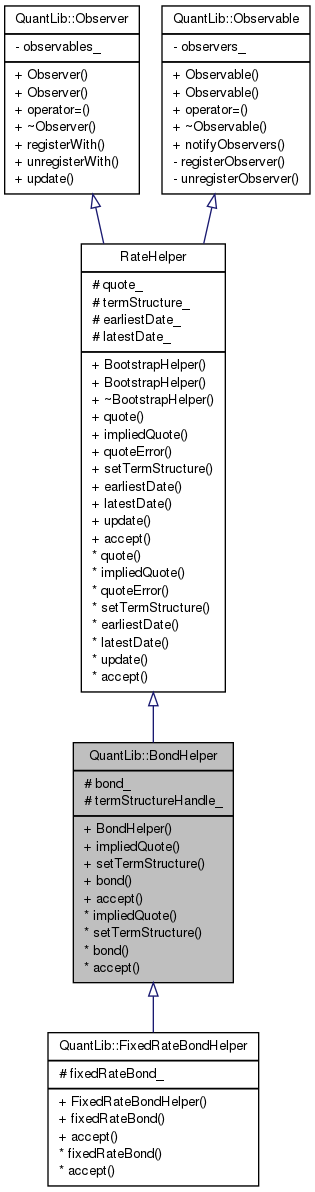 QuantLib::Observer
- observables_
+ Observer()
+ Observer()
+ operator=()
+ ~Observer()
+ registerWith()
+ unregisterWith()
+ update()
QuantLib::Observable
- observers_
+ Observable()
+ Observable()
+ operator=()
+ ~Observable()
+ notifyObservers()
- registerObserver()
- unregisterObserver()
RateHelper
# quote_
# termStructure_
# earliestDate_
# latestDate_
+ BootstrapHelper()
+ BootstrapHelper()
+ ~BootstrapHelper()
+ quote()
+ impliedQuote()
+ quoteError()
+ setTermStructure()
+ earliestDate()
+ latestDate()
+ update()
+ accept()
* quote()
* impliedQuote()
* quoteError()
* setTermStructure()
* earliestDate()
* latestDate()
* update()
* accept()
QuantLib::BondHelper
# bond_
# termStructureHandle_
+ BondHelper()
+ impliedQuote()
+ setTermStructure()
+ bond()
+ accept()
* impliedQuote()
* setTermStructure()
* bond()
* accept()
QuantLib::FixedRateBondHelper
# fixedRateBond_
+ FixedRateBondHelper()
+ fixedRateBond()
+ accept()
* fixedRateBond()
* accept()